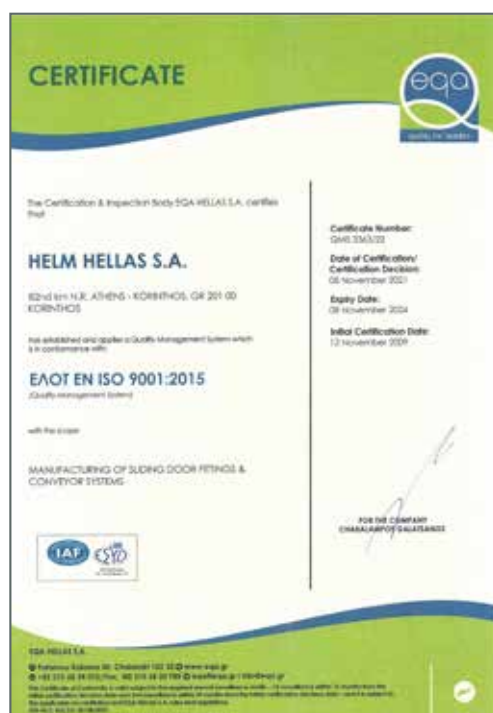 CERTIFICATE
eqa
The Certification & Inspection Body EQA HELLAS S.A. certifies
that
HELM HELLAS S.A.
82nd km N.R. ATHENS - KORINTHOS, GR 201 00
KORINTHOS
has established and applies a Quality Management System which
is in conformance with:
ΕΛΟΤ EN ISO 9001:2015
(Quality Management System)
with the scope:
MANUFACTURING OF SLIDING DOOR FITTINGS &
CONVEYOR SYSTEMS
Certificate Number:
Date of Certification/
Certification Decision:
November 2021
Expiry Date:
08 November 2024
Initial Certification Date:
12 November 2009
FOR THE COMPANY
IAF
ΕΣΥΔ
EQA HELLAS S.A.
www.eqa.gr